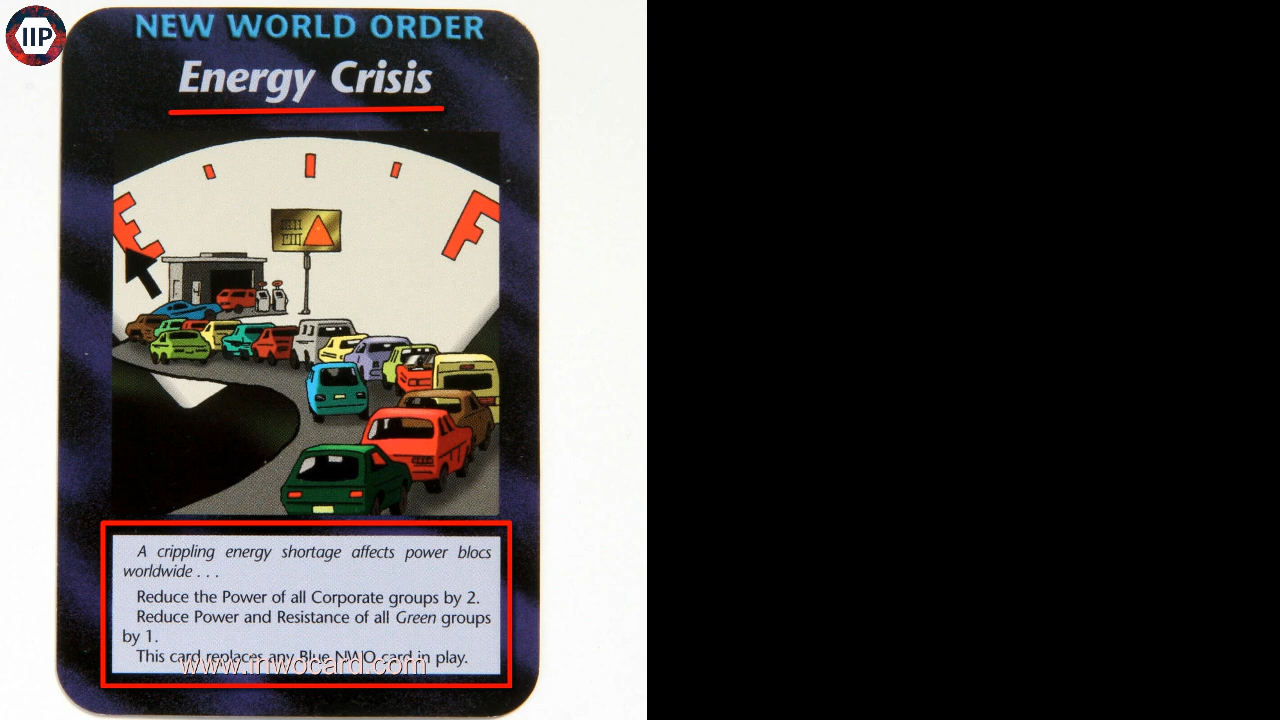 IIP
NEW WORLD ORDER
Energy Crisis
E
F
A crippling energy shortage affects power blocs
worldwide . . .
Reduce the Power of all Corporate groups by 2.
Reduce Power and Resistance of all Green groups
by 1.
This card replaces any Blue NWO card in play.
www.inwocard.com